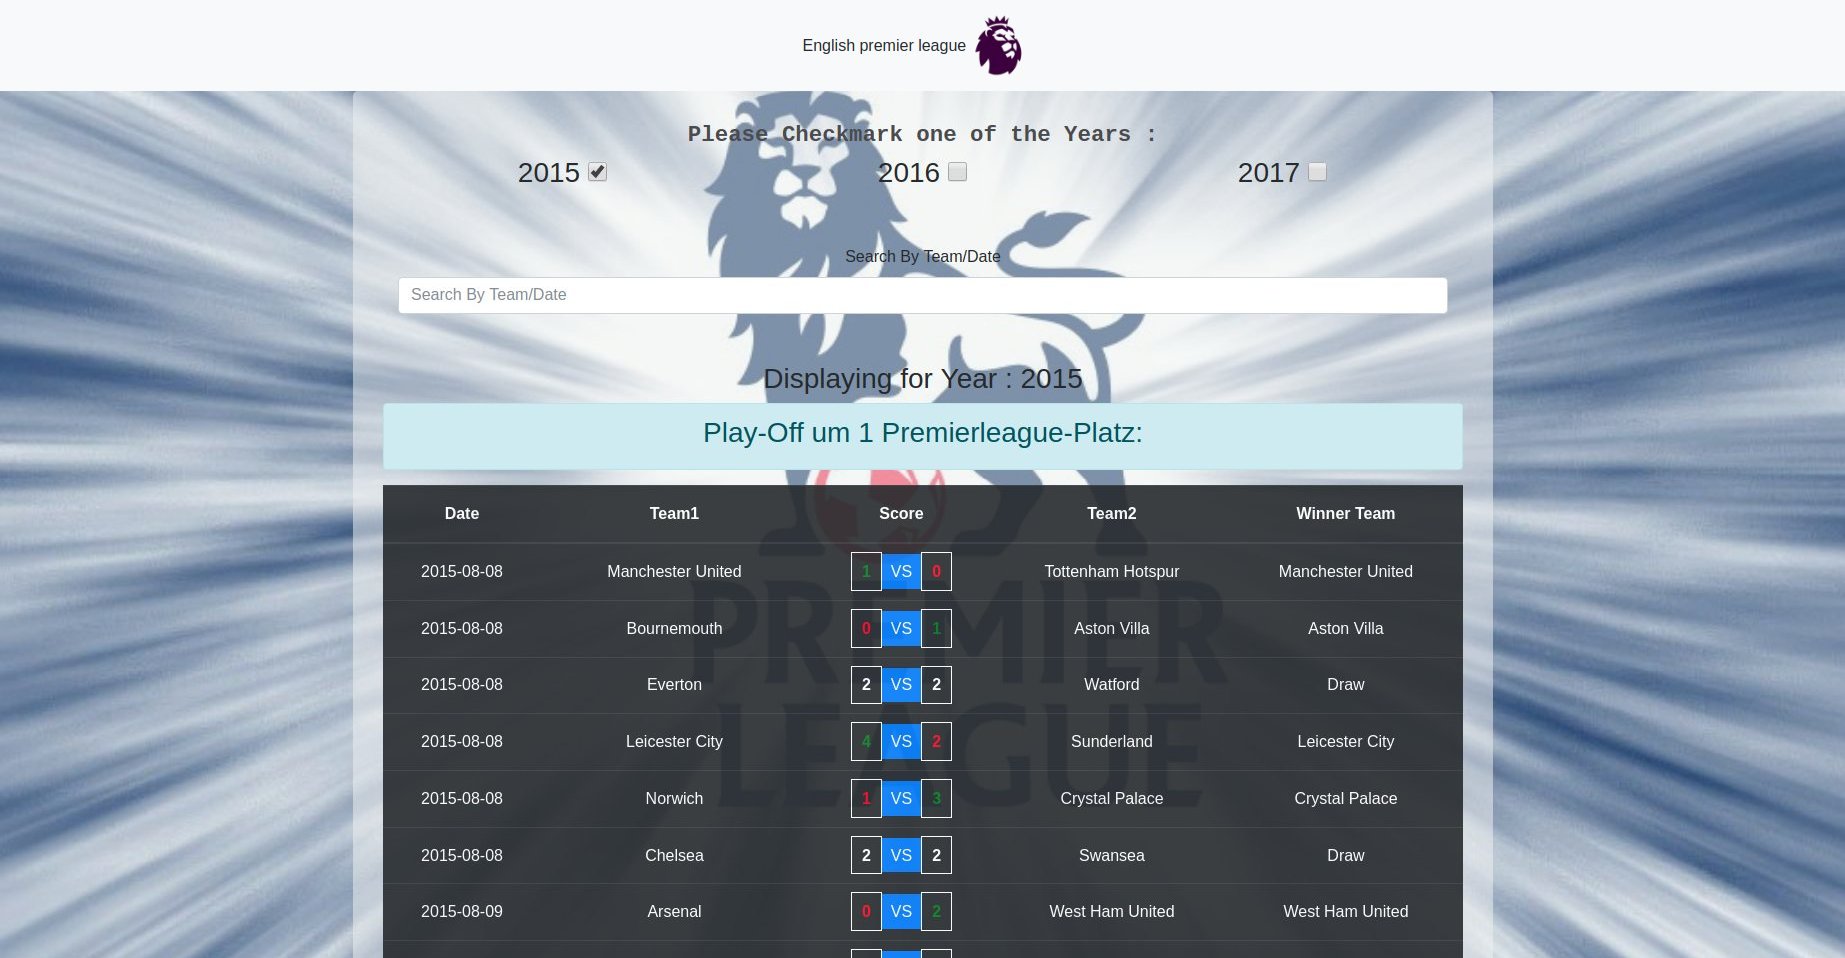 English premier league
Please Checkmark one of the Years :
2015 2016 2017
Search By Team/Date
Search By Team/Date
Displaying for Year : 2015
Play-Off um 1 Premierleague-Platz:
Date Team1 Score Team2 Winner Team
2015-08-08 Manchester United 1 VS 0 Tottenham Hotspur Manchester United
2015-08-08 Bournemouth 0 VS 1 Aston Villa Aston Villa
2015-08-08 Everton 2 VS 2 Watford Draw
2015-08-08 Leicester City 4 VS 2 Sunderland Leicester City
2015-08-08 Norwich 1 VS 3 Crystal Palace Crystal Palace
2015-08-08 Chelsea 2 VS 2 Swansea Draw
2015-08-09 Arsenal 0 VS 2 West Ham United West Ham United
PREMIER
LEAGUE